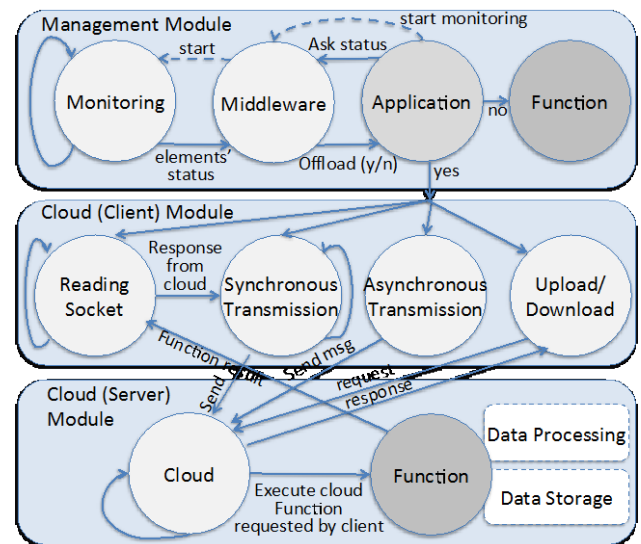 Management Module
start monitoring
start
Ask status
Monitoring
Middleware
Application
Function
no
elements'
status
Offload (y/n)
yes
Cloud (Client) Module
Response
from
cloud
Reading
Socket
Synchronous
Transmission
Asynchronous
Transmission
Upload/
Download
Function result
Send
Send msg
request
response
Cloud (Server)
Module
Cloud
Function
Data Processing
Data Storage
Execute cloud
Function
requested by client